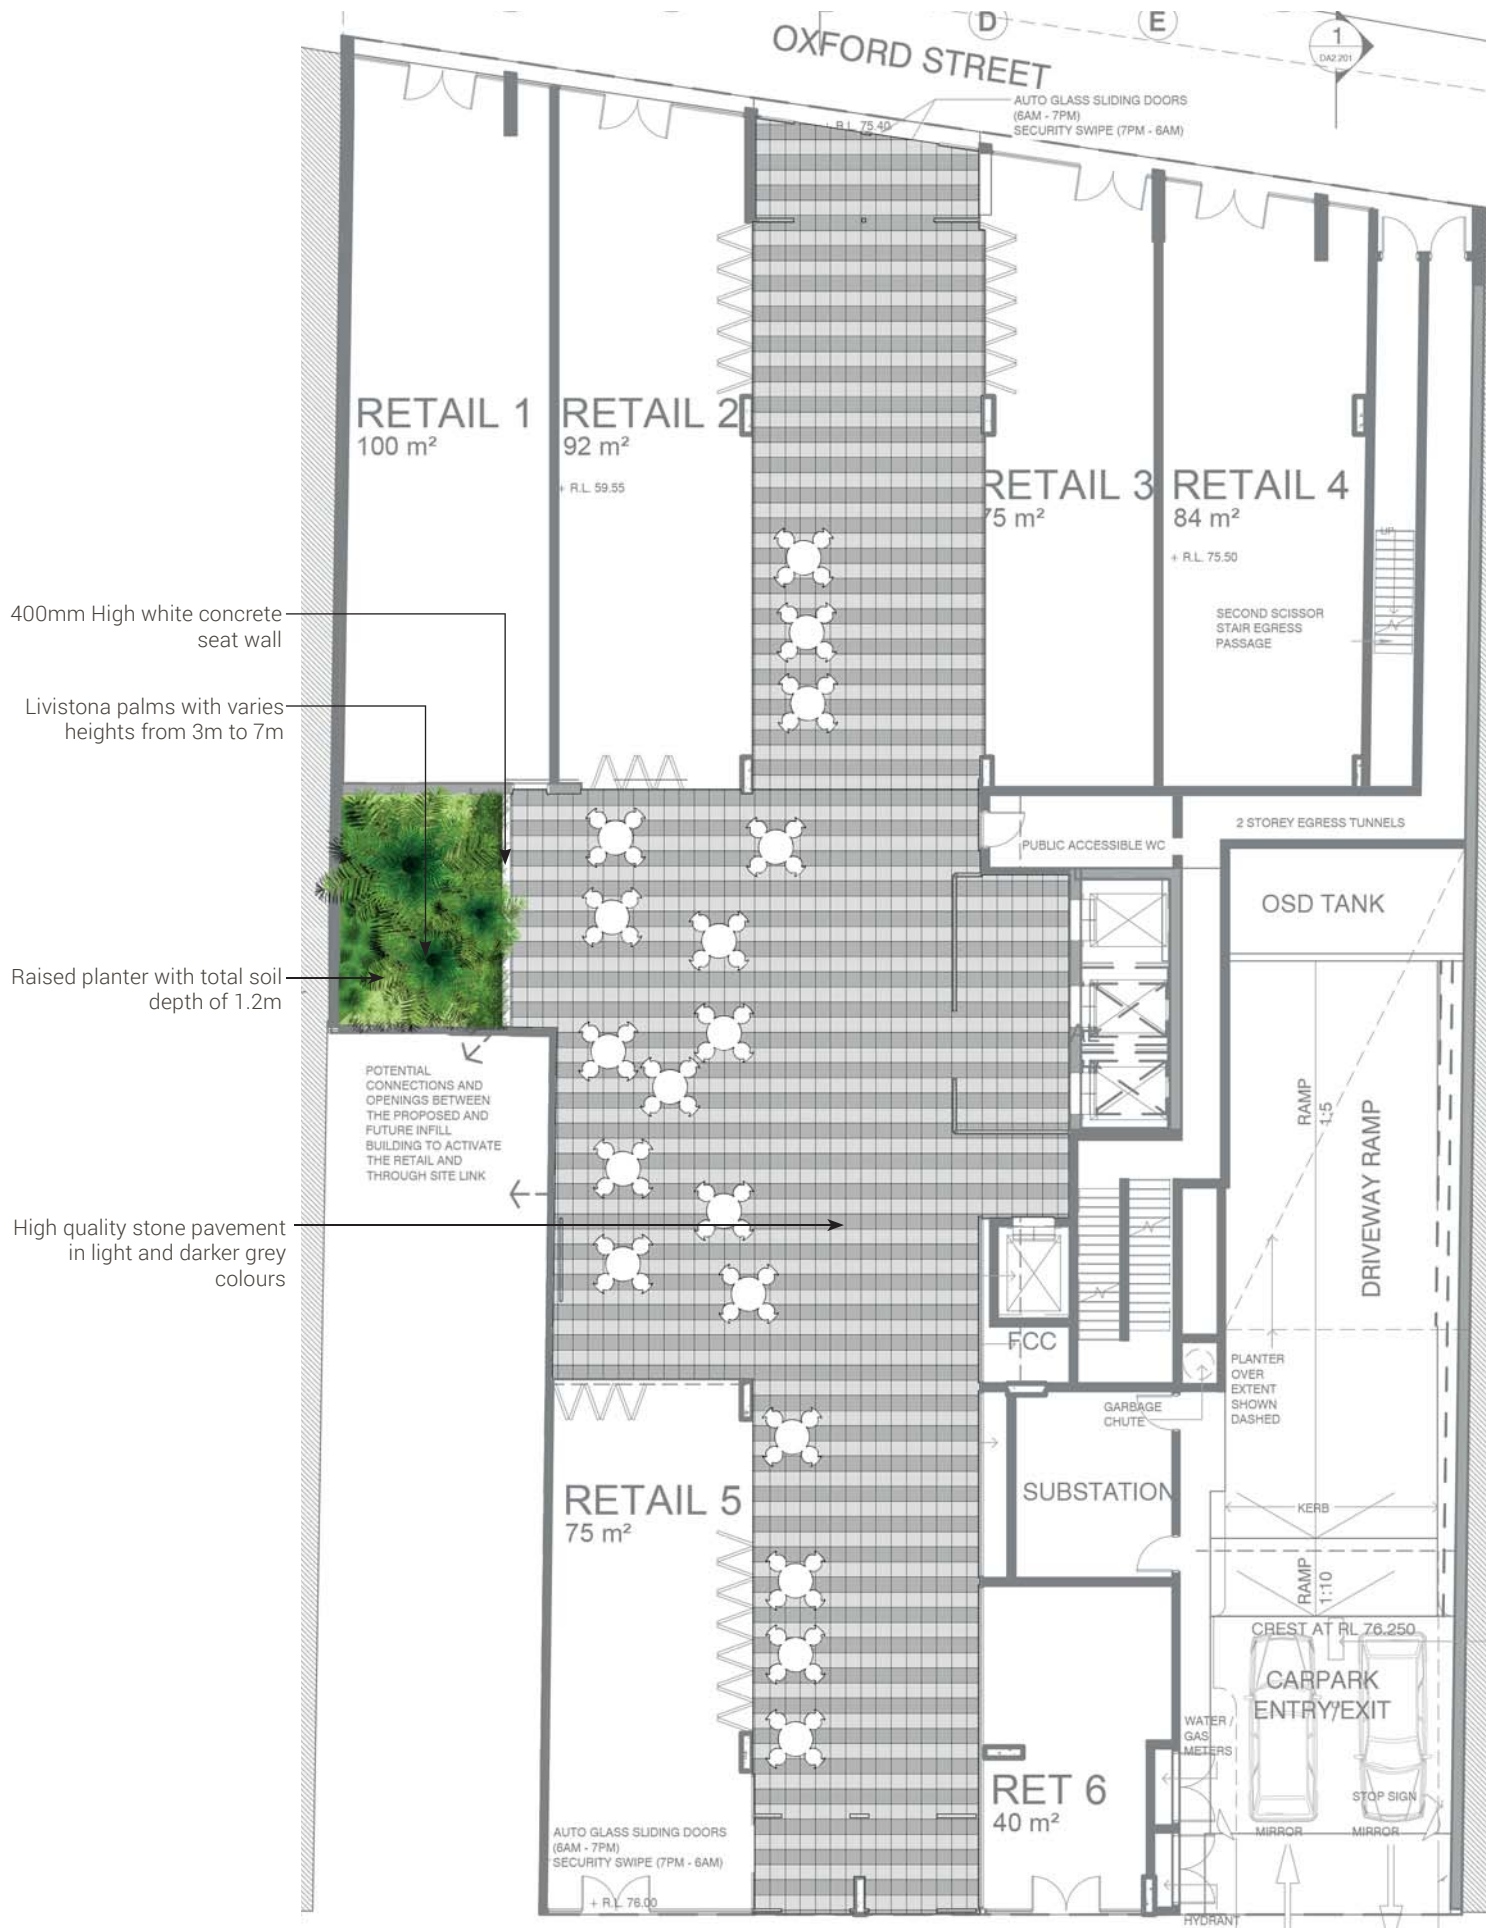 OXFORD STREET
D
E
1
DA2.201
AUTO GLASS SLIDING DOORS
(6AM - 7PM)
SECURITY SWIPE (7PM - 6AM)
+ R.L. 75.40
RETAIL 1
100 m²
RETAIL 2
92 m²
+ R.L. 59.55
RETAIL 3
75 m²
RETAIL 4
84 m²
+ R.L. 75.50
UP
SECOND SCISSOR
STAIR EGRESS
PASSAGE
400mm High white concrete
seat wall
Livistona palms with varies
heights from 3m to 7m
Raised planter with total soil
depth of 1.2m
High quality stone pavement
in light and darker grey
colours
2 STOREY EGRESS TUNNELS
PUBLIC ACCESSIBLE WC
OSD TANK
POTENTIAL
CONNECTIONS AND
OPENINGS BETWEEN
THE PROPOSED AND
FUTURE INFILL
BUILDING TO ACTIVATE
THE RETAIL AND
THROUGH SITE LINK
RAMP
1:5
DRIVEWAY RAMP
FCC
PLANTER
OVER
EXTENT
SHOWN
DASHED
GARBAGE
CHUTE
SUBSTATION
KERB
RETAIL 5
75 m²
RAMP
1:10
CREST AT RL 76.250
CARPARK
ENTRY/EXIT
WATER /
GAS
METERS
RET 6
40 m²
STOP SIGN
MIRROR
MIRROR
AUTO GLASS SLIDING DOORS
(6AM - 7PM)
SECURITY SWIPE (7PM - 6AM)
+ R.L. 76.00
HYDRANT